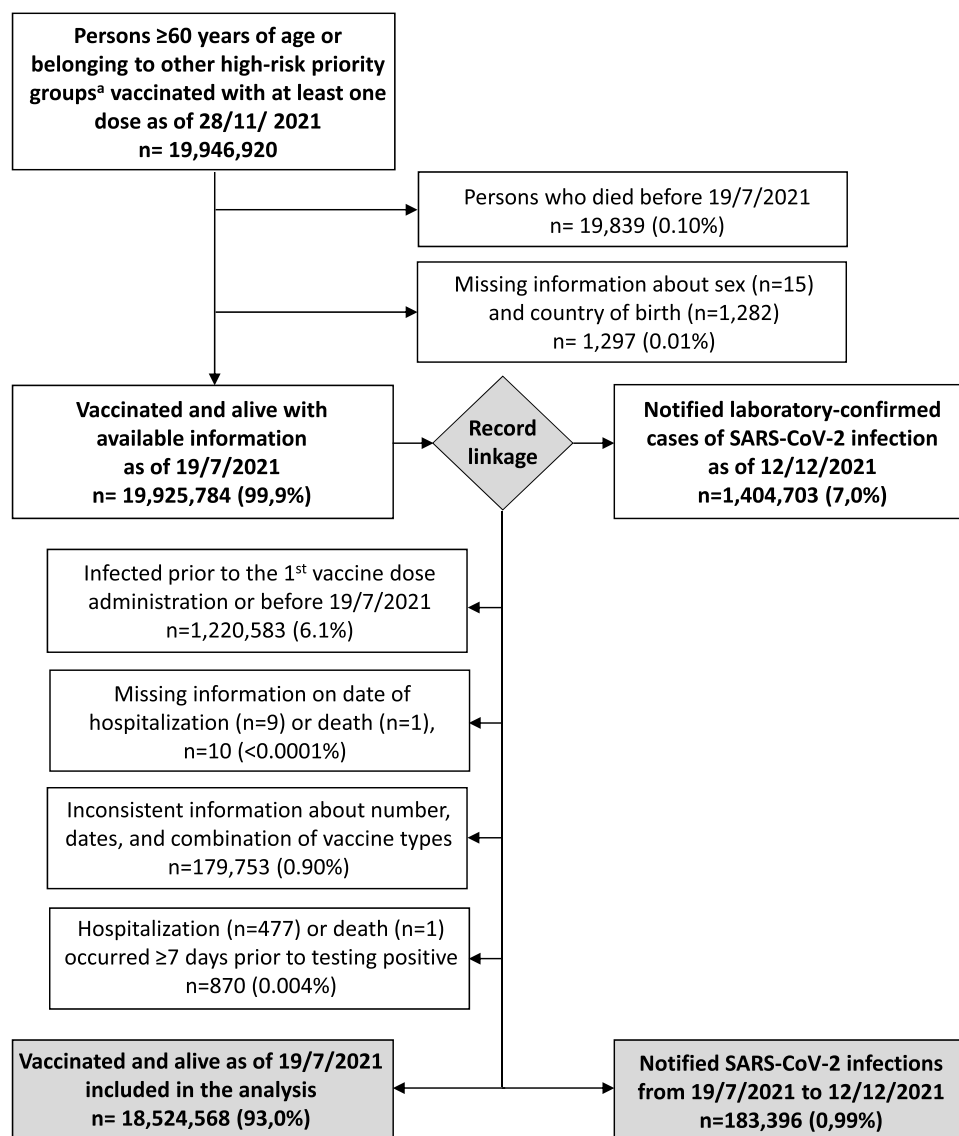 Persons ≥60 years of age or
belonging to other high-risk priority
groupsᵃ vaccinated with at least one
dose as of 28/11/ 2021
n= 19,946,920
Persons who died before 19/7/2021
n= 19,839 (0.10%)
Missing information about sex (n=15)
and country of birth (n=1,282)
n= 1,297 (0.01%)
Vaccinated and alive with
available information
as of 19/7/2021
n= 19,925,784 (99,9%)
Record
linkage
Notified laboratory-confirmed
cases of SARS-CoV-2 infection
as of 12/12/2021
n=1,404,703 (7,0%)
Infected prior to the 1ˢᵗ vaccine dose
administration or before 19/7/2021
n=1,220,583 (6.1%)
Missing information on date of
hospitalization (n=9) or death (n=1),
n=10 (<0.0001%)
Inconsistent information about number,
dates, and combination of vaccine types
n=179,753 (0.90%)
Hospitalization (n=477) or death (n=1)
occurred ≥7 days prior to testing positive
n=870 (0.004%)
Vaccinated and alive as of 19/7/2021
included in the analysis
n= 18,524,568 (93,0%)
Notified SARS-CoV-2 infections
from 19/7/2021 to 12/12/2021
n=183,396 (0,99%)